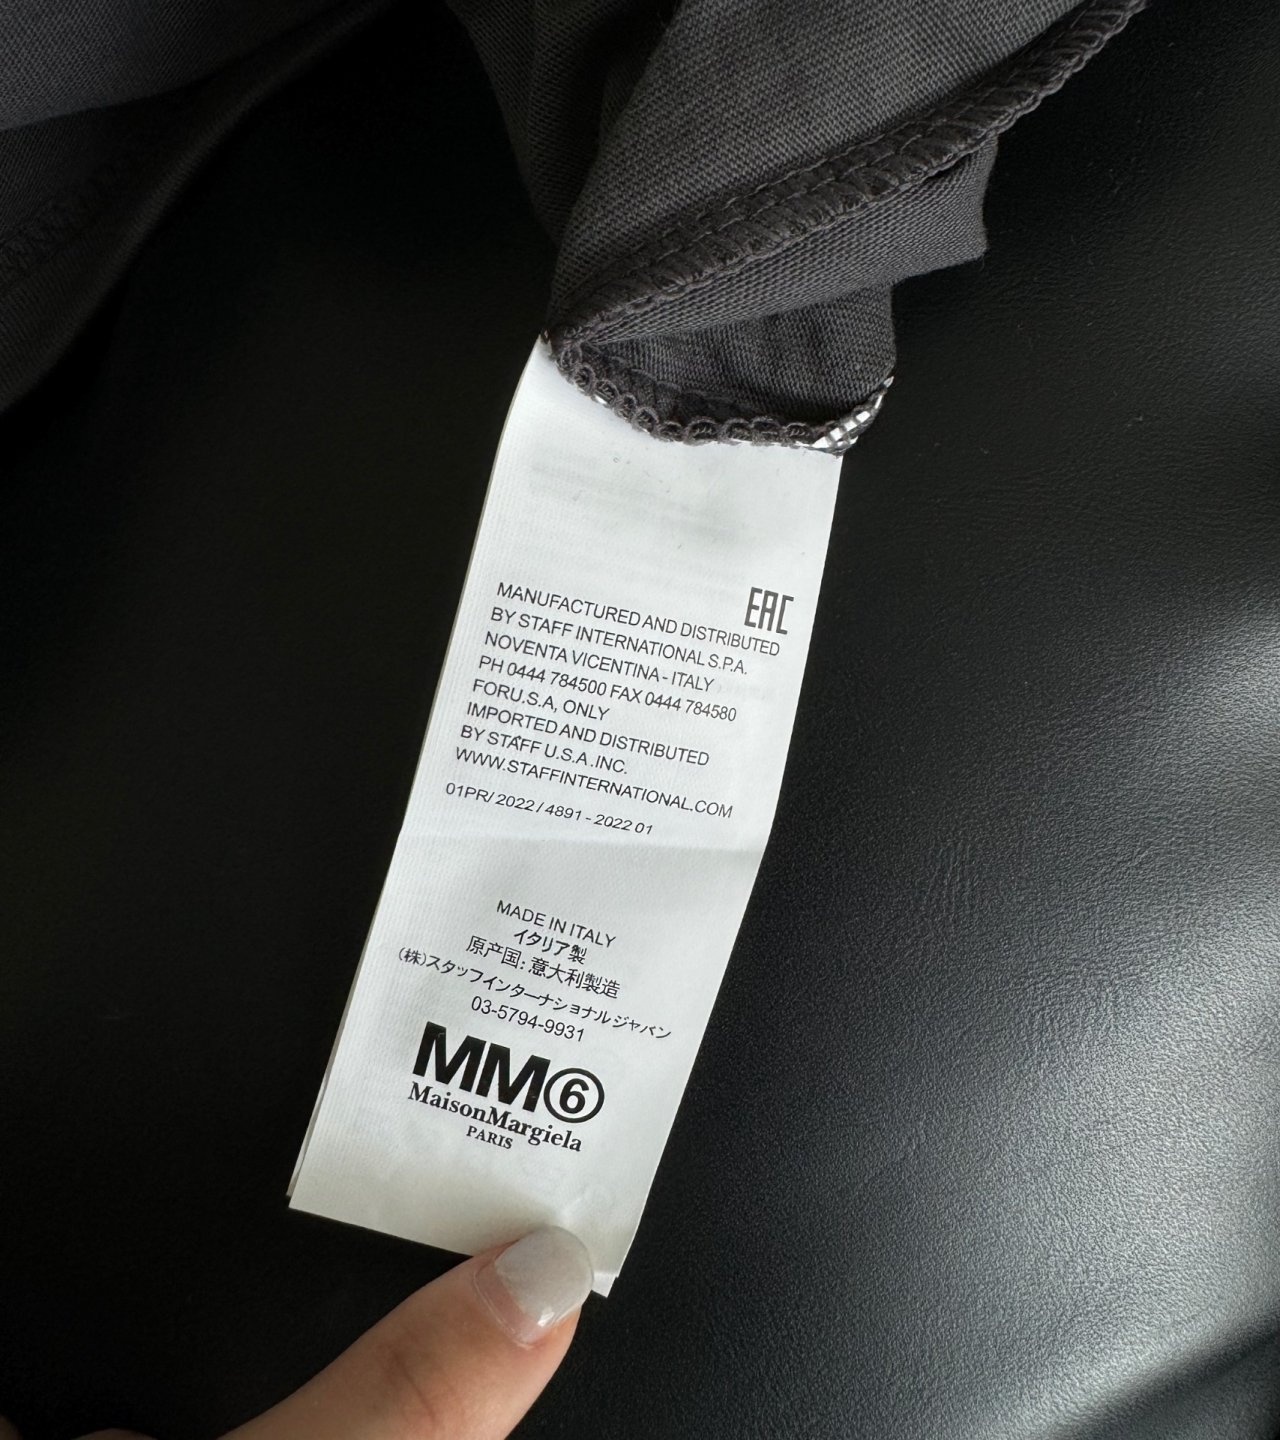 EAC
MANUFACTURED AND DISTRIBUTED
BY STAFF INTERNATIONAL S.P.A.
NOVENTA VICENTINA - ITALY
PH 0444 784500 FAX 0444 784580
FORU.S.A, ONLY
IMPORTED AND DISTRIBUTED
BY STAFF U.S.A .INC.
WWW.STAFFINTERNATIONAL.COM
01PR/ 2022 / 4891 - 2022 01
MADE IN ITALY
イタリア製
原产国: 意大利製造
(株)スタッフインターナショナルジャパン
03-5794-9931
MM⑥
MaisonMargiela
PARIS